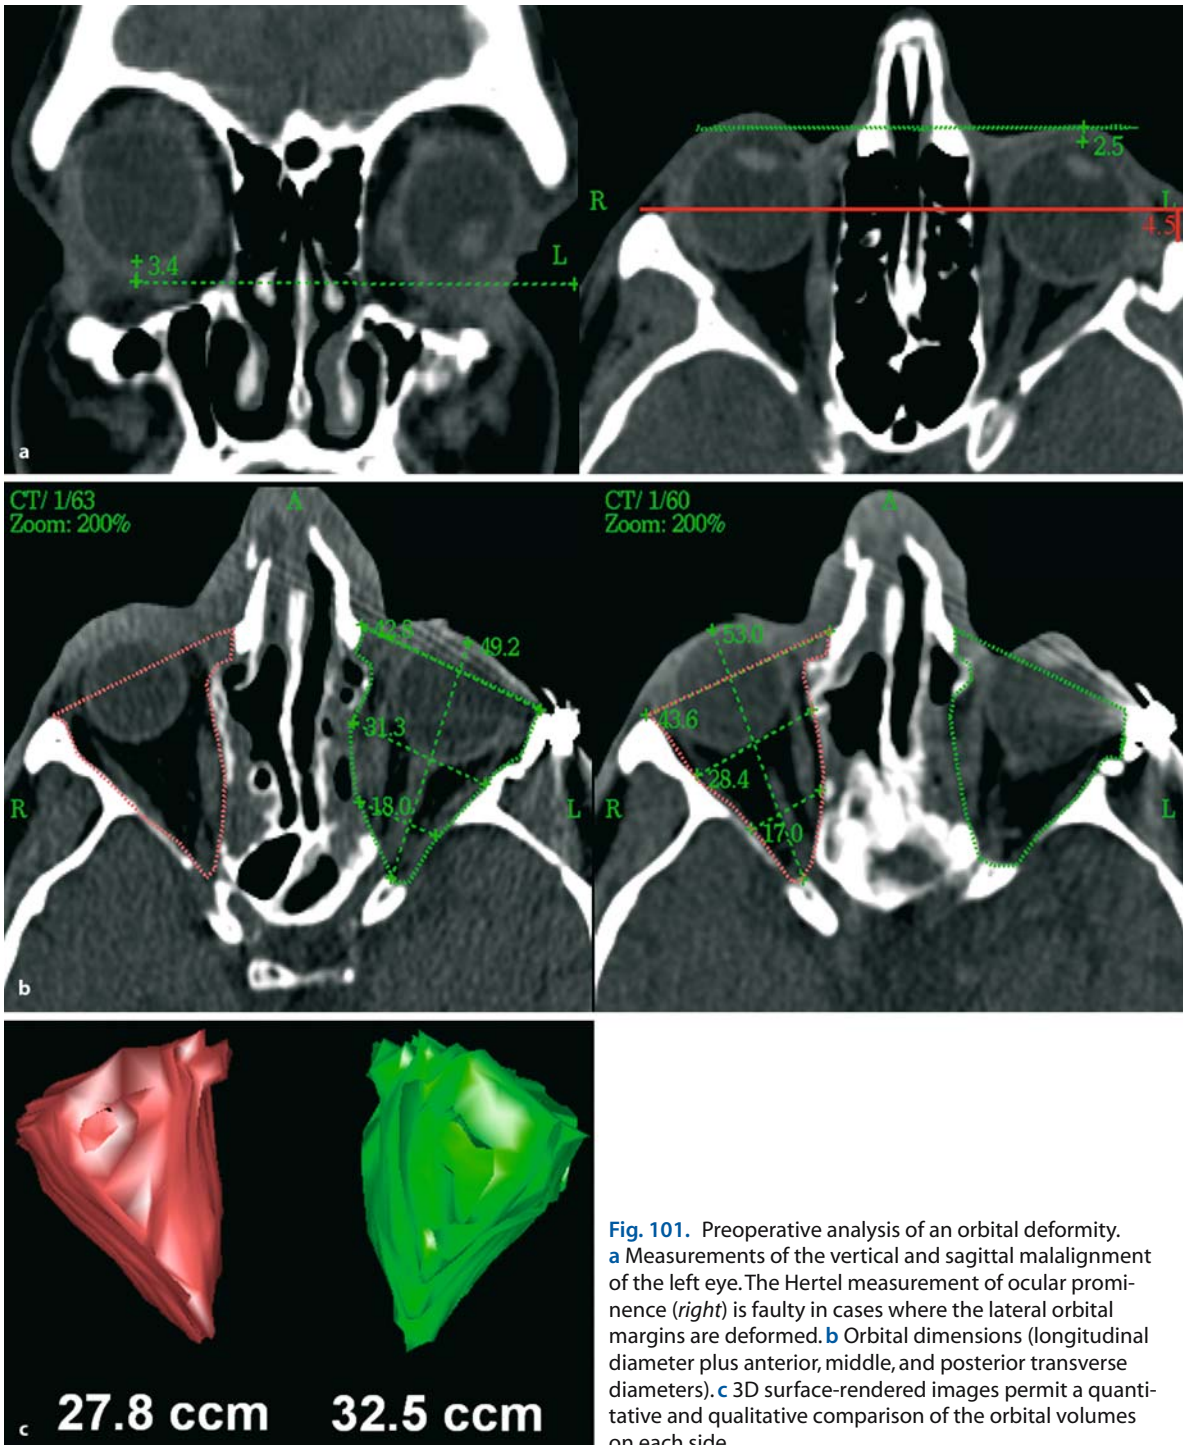 L
3.4
a
2.5
R
L
4.5
CT/ 1/63
Zoom: 200%
A
42.8
49.2
31.3
18.0
R
L
b
CT/ 1/60
Zoom: 200%
A
53.0
43.6
28.4
17.0
R
L
27.8 ccm
32.5 ccm
c
Fig. 101. Preoperative analysis of an orbital deformity.
a Measurements of the vertical and sagittal malalignment
of the left eye. The Hertel measurement of ocular promi-
nence (right) is faulty in cases where the lateral orbital
margins are deformed. b Orbital dimensions (longitudinal
diameter plus anterior, middle, and posterior transverse
diameters). c 3D surface-rendered images permit a quanti-
tative and qualitative comparison of the orbital volumes
on each side